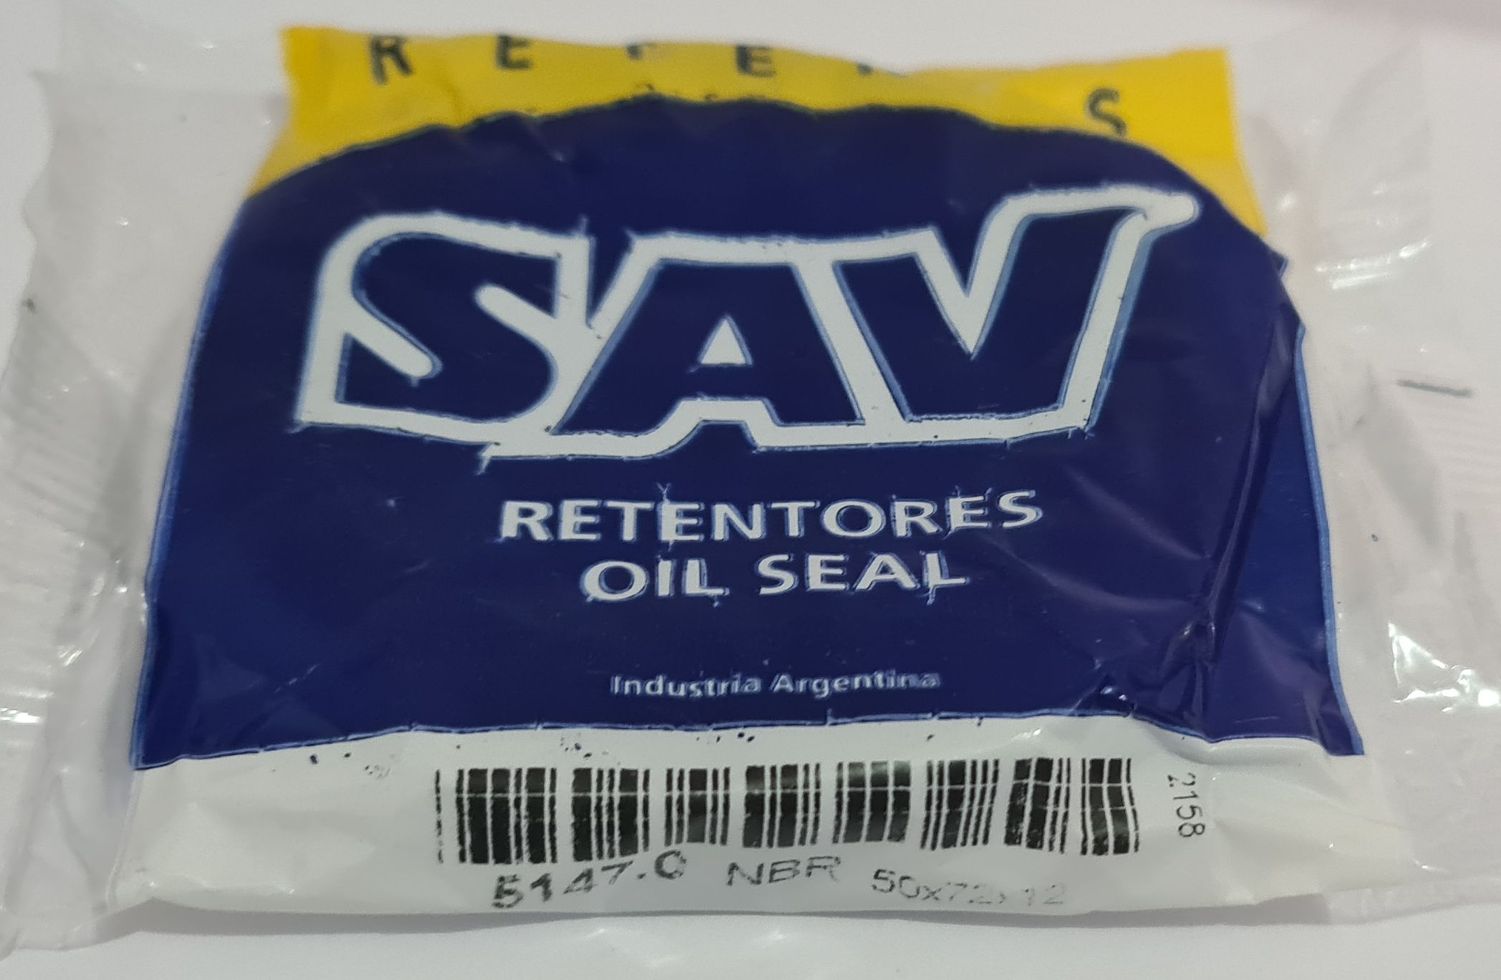 SAV
RETENTORES
OIL SEAL
Industria Argentina
2158
5147.0 NBR 50x72x12